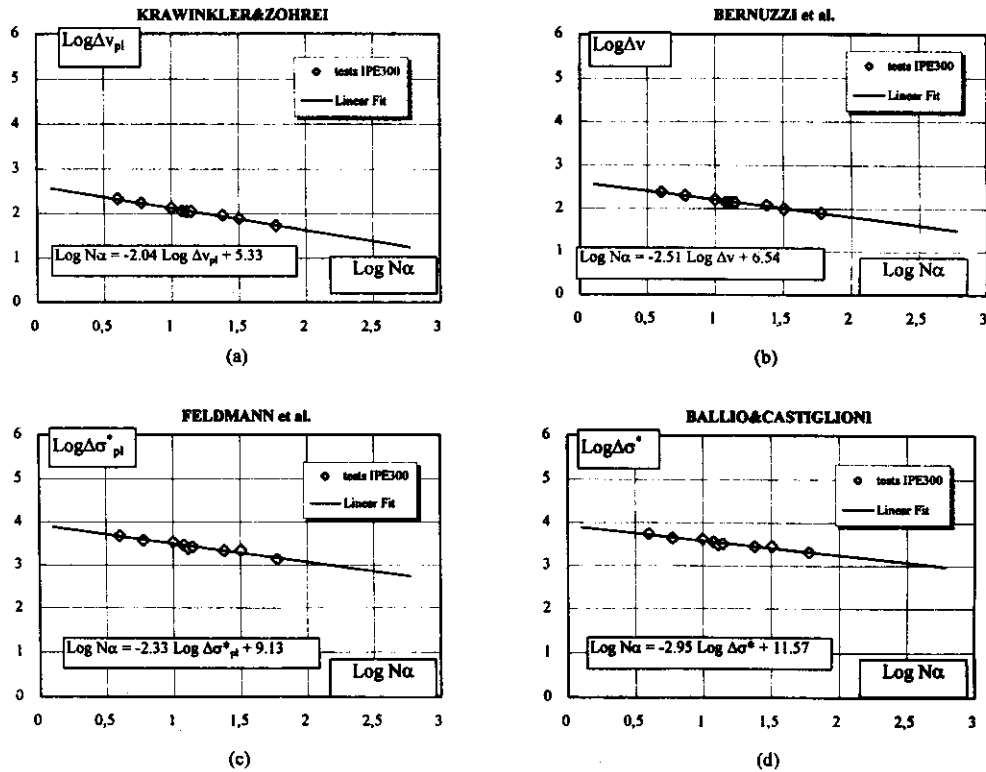 KRAWINKLER&ZOHREI
LogΔv_pl
6
5
4
3
2
1
0
tests IPE300
Linear Fit
Log Nα = -2.04 Log Δv_pl + 5.33
Log Nα
0 0,5 1 1,5 2 2,5 3
(a)
BERNUZZI et al.
LogΔv
6
5
4
3
2
1
0
tests IPE300
Linear Fit
Log Nα = -2.51 Log Δv + 6.54
Log Nα
0 0,5 1 1,5 2 2,5 3
(b)
FELDMANN et al.
LogΔσ*_pl
6
5
4
3
2
1
0
tests IPE300
Linear Fit
Log Nα = -2.33 Log Δσ*_pl + 9.13
Log Nα
0 0,5 1 1,5 2 2,5 3
(c)
BALLIO&CASTIGLIONI
LogΔσ*
6
5
4
3
2
1
0
tests IPE300
Linear Fit
Log Nα = -2.95 Log Δσ* + 11.57
Log Nα
0 0,5 1 1,5 2 2,5 3
(d)